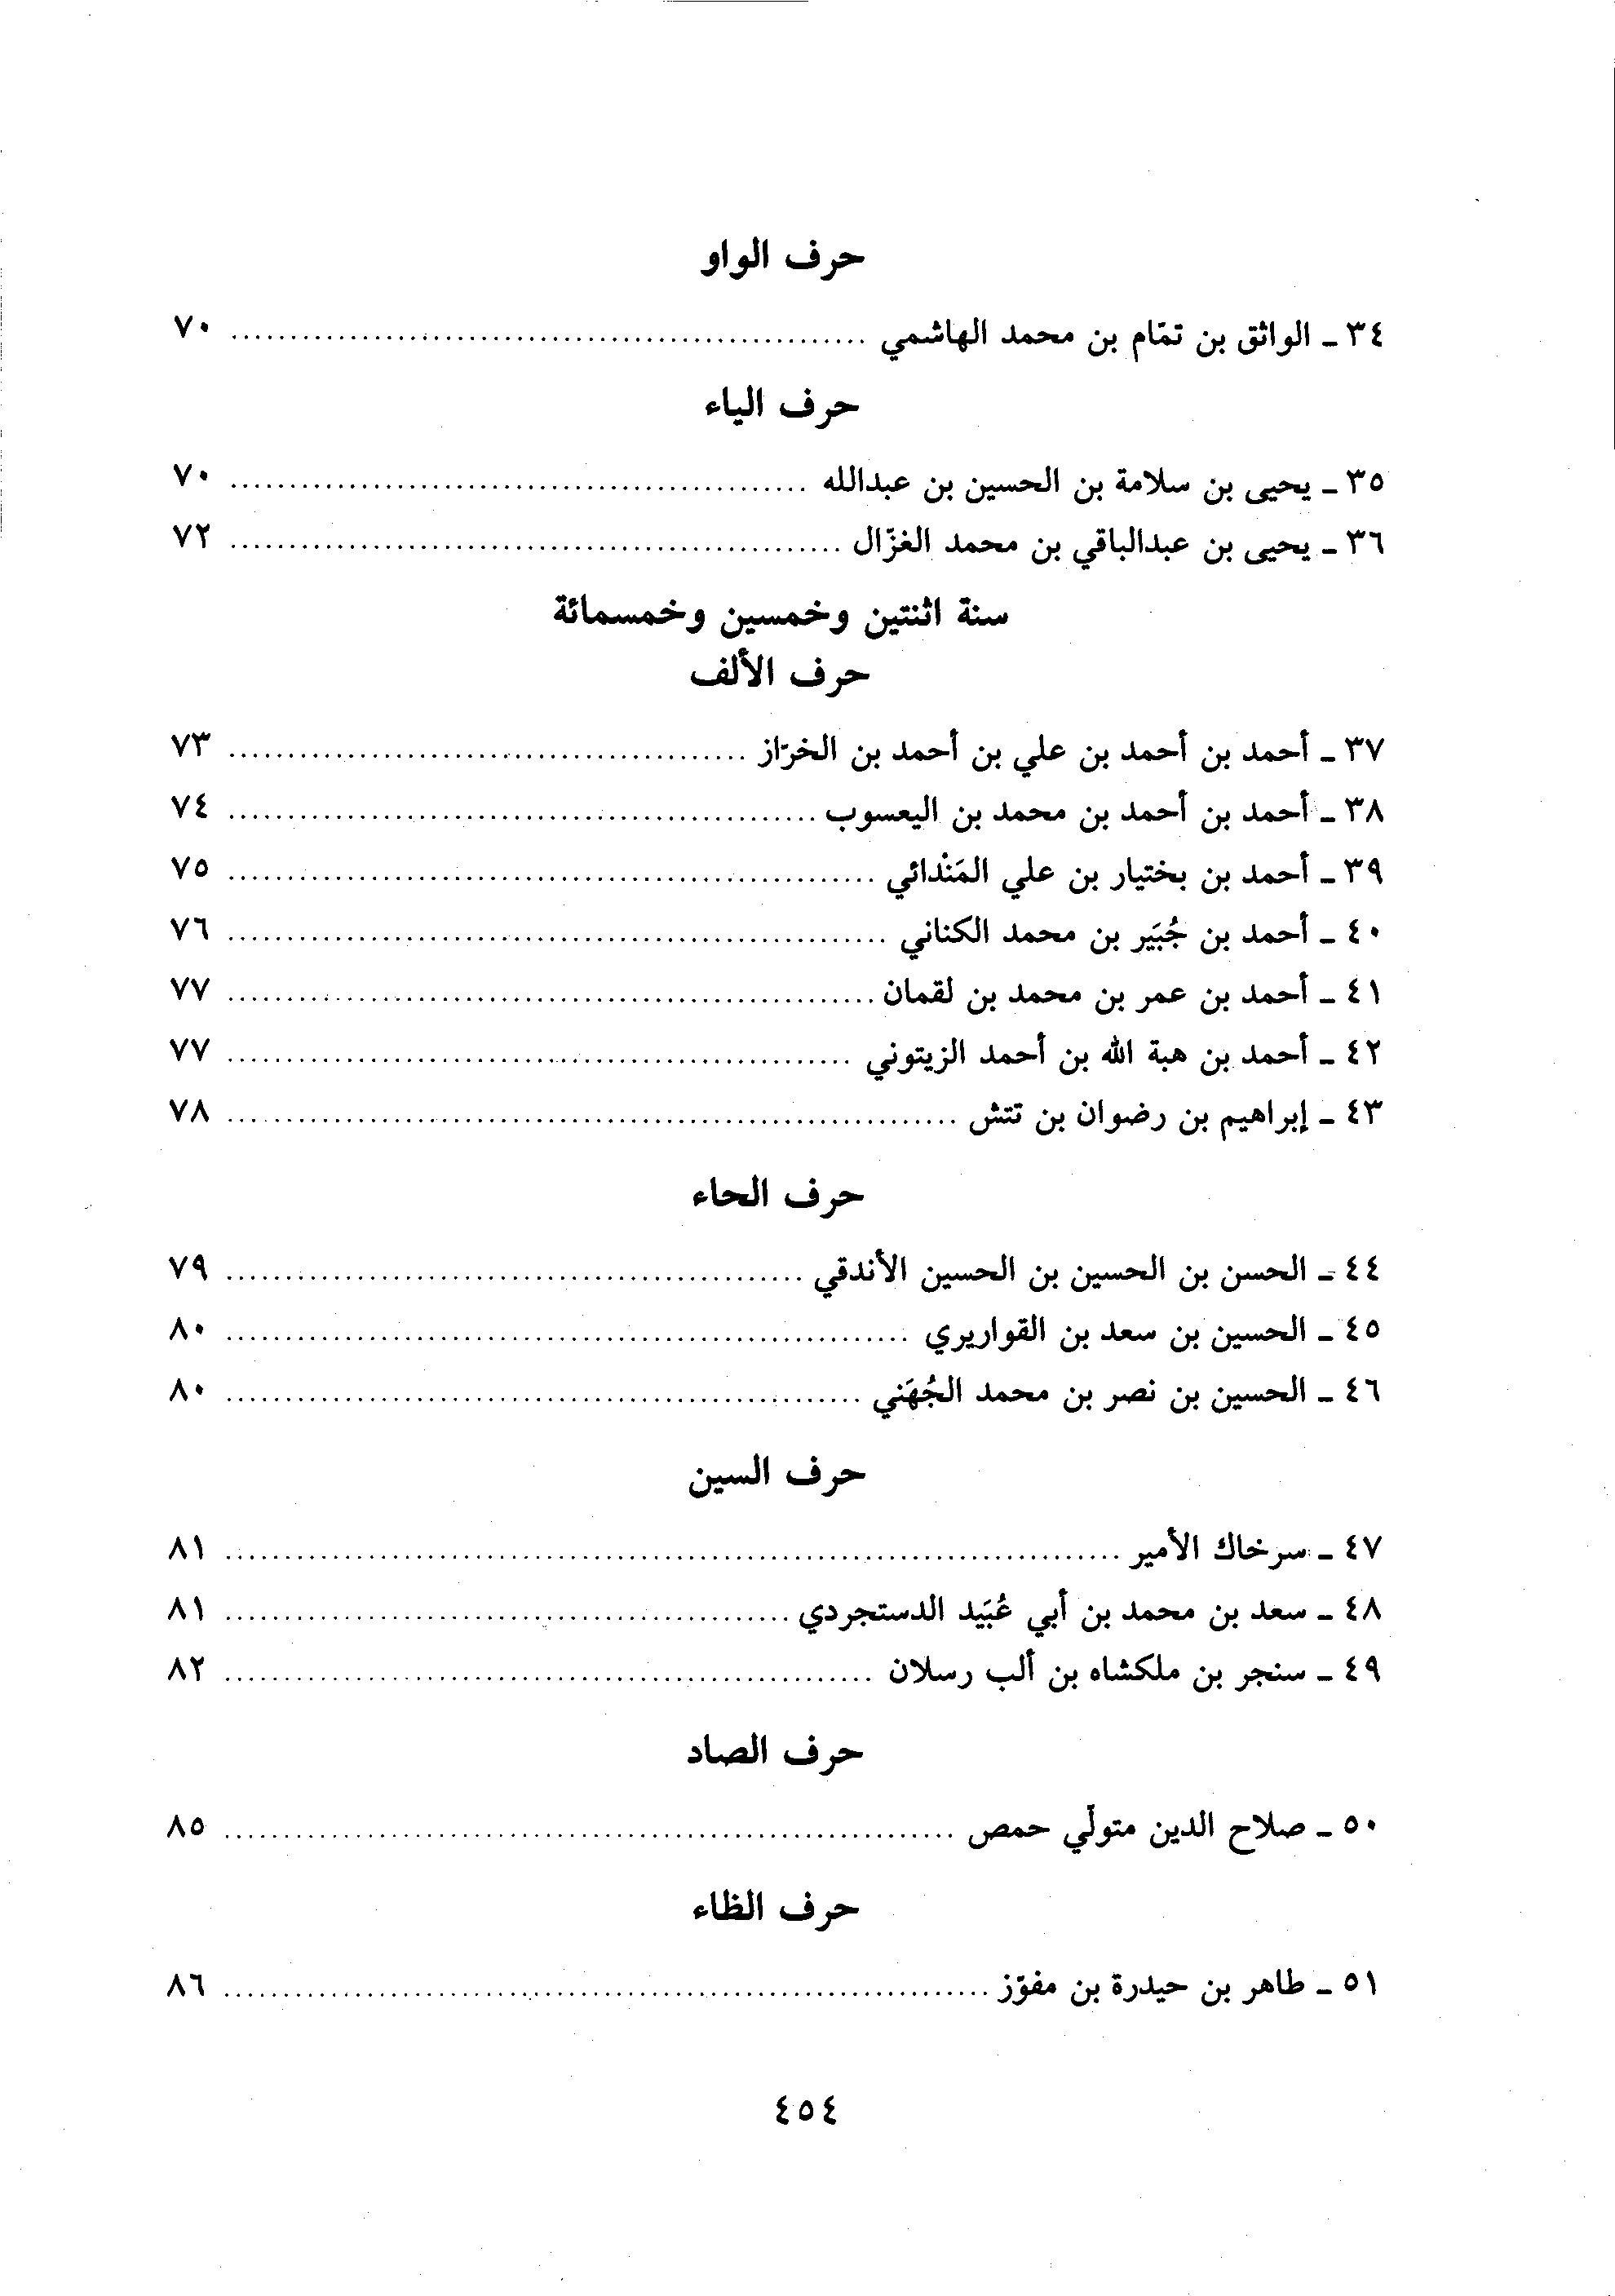 حرف الواو
٣٤ ـ الواثق بن تمّام بن محمد الهاشمي ........................................ ٧٠
حرف الياء
٣٥ ـ يحيى بن سلامة بن الحسين بن عبدالله ........................................ ٧٠
٣٦ ـ يحيى بن عبدالباقي بن محمد الغزّال ........................................ ٧٢
سنة اثنتين وخمسين وخمسمائة
حرف الألف
٣٧ ـ أحمد بن أحمد بن علي بن أحمد بن الخرّاز ........................................ ٧٣
٣٨ ـ أحمد بن أحمد بن محمد بن اليعسوب ........................................ ٧٤
٣٩ ـ أحمد بن بختيار بن علي المَنْدائي ........................................ ٧٥
٤٠ ـ أحمد بن جُبَير بن محمد الكناني ........................................ ٧٦
٤١ ـ أحمد بن عمر بن محمد بن لقمان ........................................ ٧٧
٤٢ ـ أحمد بن هبة الله بن أحمد الزيتوني ........................................ ٧٧
٤٣ ـ إبراهيم بن رضوان بن تتش ........................................ ٧٨
حرف الحاء
٤٤ ـ الحسن بن الحسين بن الحسين الأندقي ........................................ ٧٩
٤٥ ـ الحسين بن سعد بن القواريري ........................................ ٨٠
٤٦ ـ الحسين بن نصر بن محمد الجُهَني ........................................ ٨٠
حرف السين
٤٧ ـ سرخاك الأمير ........................................ ٨١
٤٨ ـ سعد بن محمد بن أبي عُبَيد الدستجردي ........................................ ٨١
٤٩ ـ سنجر بن ملكشاه بن ألب رسلان ........................................ ٨٢
حرف الصاد
٥٠ ـ صلاح الدين متولّي حمص ........................................ ٨٥
حرف الظاء
٥١ ـ طاهر بن حيدرة بن مفوّز ........................................ ٨٦
٤٥٤